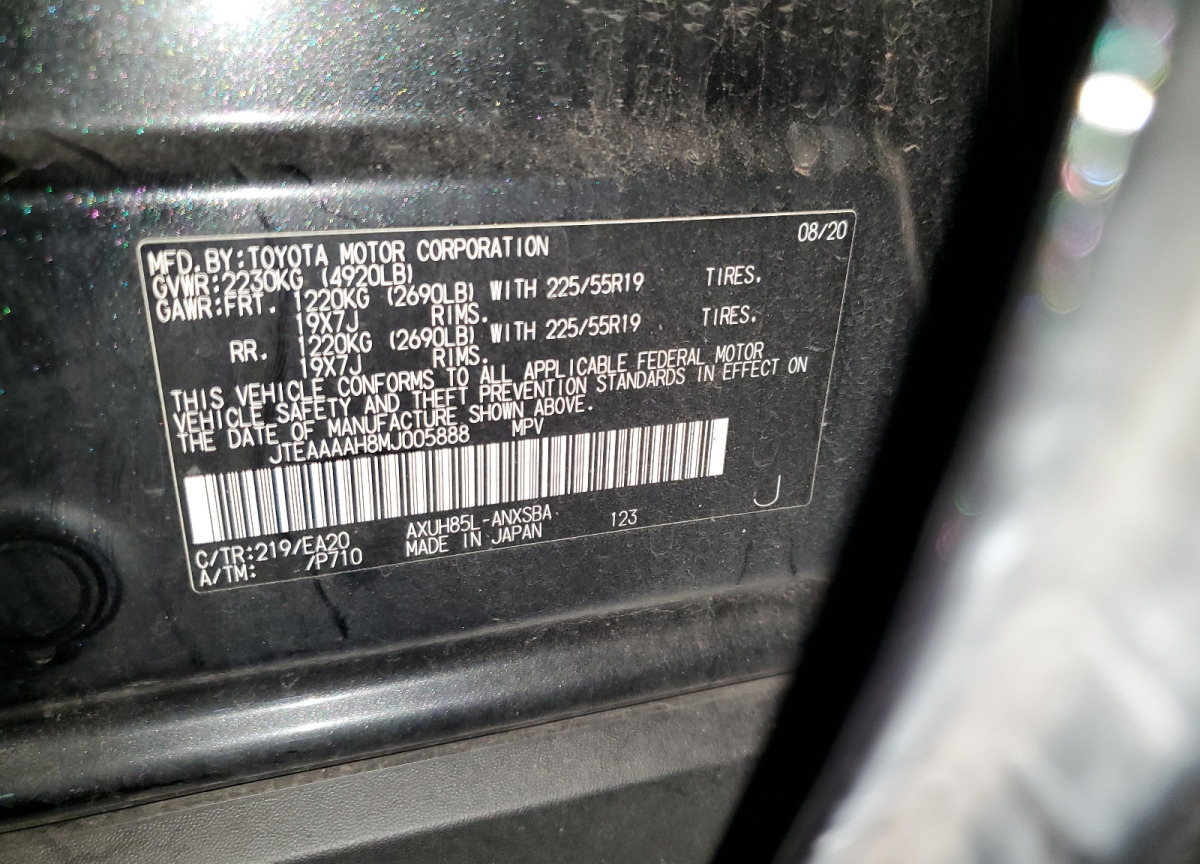 08/20
MFD. BY: TOYOTA MOTOR CORPORATION
GVWR: 2230KG (4920LB)
GAWR: FRT. 1220KG (2690LB) WITH 225/55R19 TIRES.
19X7J RIMS.
RR. 1220KG (2690LB) WITH 225/55R19 TIRES.
19X7J RIMS.
THIS VEHICLE CONFORMS TO ALL APPLICABLE FEDERAL MOTOR
VEHICLE SAFETY AND THEFT PREVENTION STANDARDS IN EFFECT ON
THE DATE OF MANUFACTURE SHOWN ABOVE.
JTEAAAAH8MJ005888 MPV
C/TR: 219/EA20 AXUH85L-ANXSBA 123 J
A/TM: /P710 MADE IN JAPAN